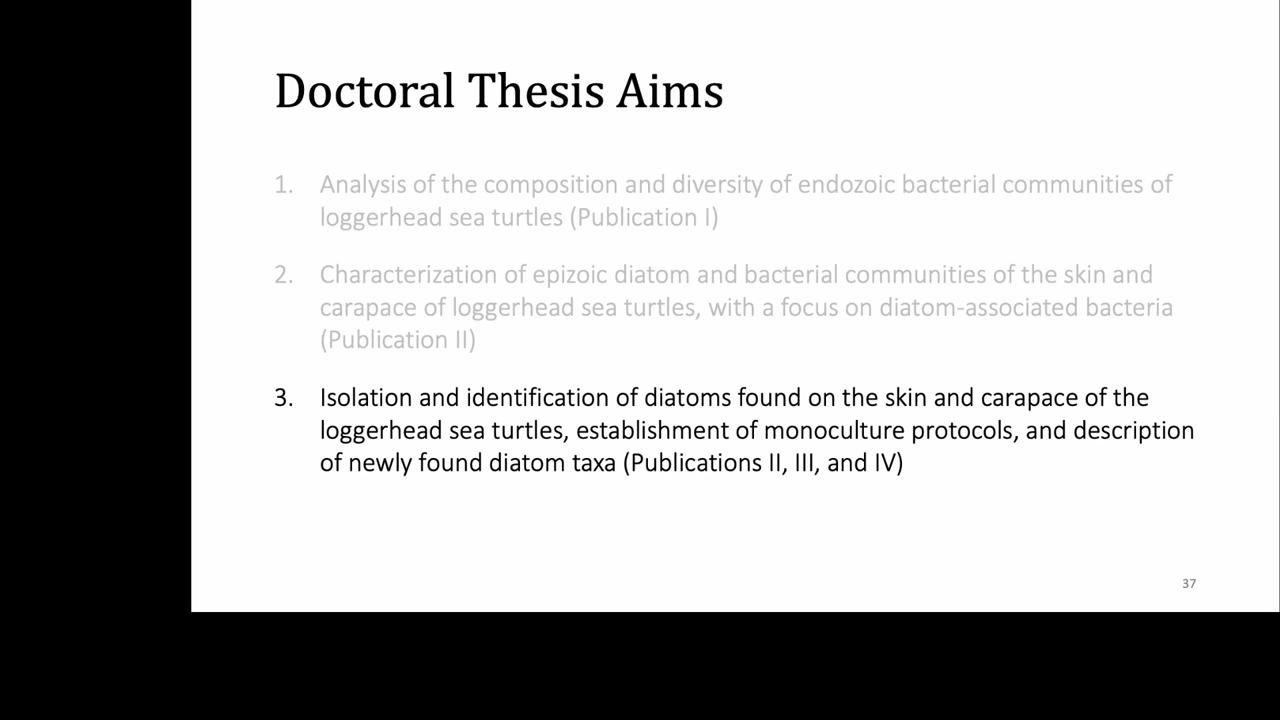 Doctoral Thesis Aims
1. Analysis of the composition and diversity of endozoic bacterial communities of
loggerhead sea turtles (Publication I)
2. Characterization of epizoic diatom and bacterial communities of the skin and
carapace of loggerhead sea turtles, with a focus on diatom-associated bacteria
(Publication II)
3. Isolation and identification of diatoms found on the skin and carapace of the
loggerhead sea turtles, establishment of monoculture protocols, and description
of newly found diatom taxa (Publications II, III, and IV)
37